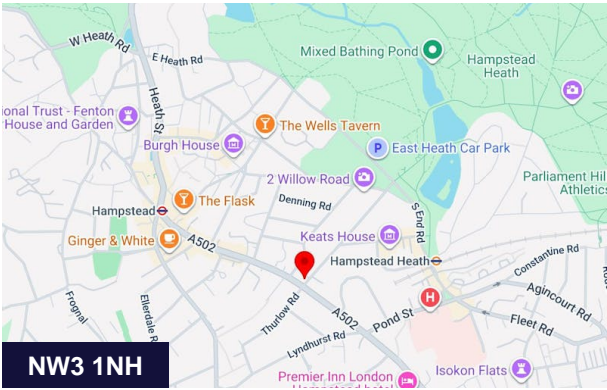 W Heath Rd
E Heath Rd
Mixed Bathing Pond
Hampstead
Heath
Heath St
ional Trust - Fenton
House and Garden
The Wells Tavern
Burgh House
P
East Heath Car Park
2 Willow Road
Parliament Hil
Athletics
Denning Rd
S End Rd
The Flask
Hampstead
Ginger & White
A502
Keats House
Hampstead Heath
Constantine Rd
Frognal
Ellerdale R
Thurlow Rd
A502
H
Pond St
Agincourt Rd
Fleet Rd
Lyndhurst Rd
NW3 1NH
Premier Inn London
Hampstead hotel
Isokon Flats